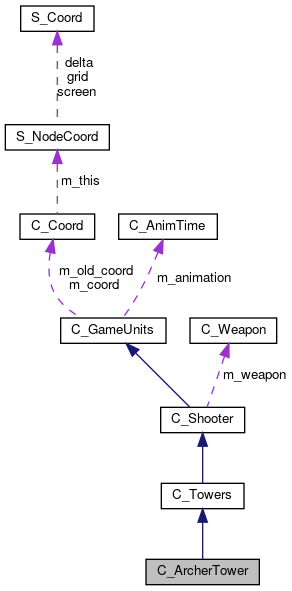 S_Coord
delta
grid
screen
S_NodeCoord
m_this
C_Coord
C_AnimTime
m_old_coord
m_coord
m_animation
C_GameUnits
C_Weapon
m_weapon
C_Shooter
C_Towers
C_ArcherTower